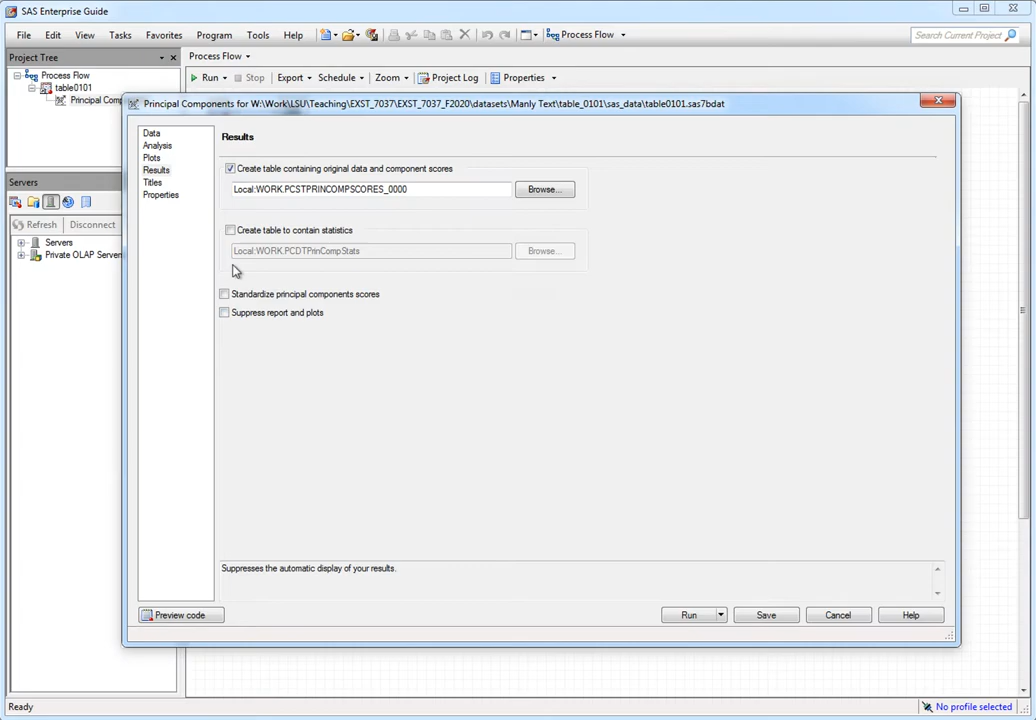 SAS Enterprise Guide
File Edit View Tasks Favorites Program Tools Help Process Flow Search Current Project
Project Tree
Process Flow
table0101
Principal Comp
Process Flow
Run Stop Export Schedule Zoom Project Log Properties
Servers
Refresh Disconnect
Servers
Private OLAP Servers
Principal Components for W:\Work\LSU\Teaching\EXST_7037\EXST_7037_F2020\datasets\Manly Text\table_0101\sas_data\table0101.sas7bdat
Data
Analysis
Plots
Results
Titles
Properties
Results
Create table containing original data and component scores
Local:WORK.PCSTPRINCOMPSCORES_0000 Browse...
Create table to contain statistics
Local:WORK.PCDTPrinCompStats Browse...
Standardize principal components scores
Suppress report and plots
Suppresses the automatic display of your results.
Preview code Run Save Cancel Help
Ready No profile selected